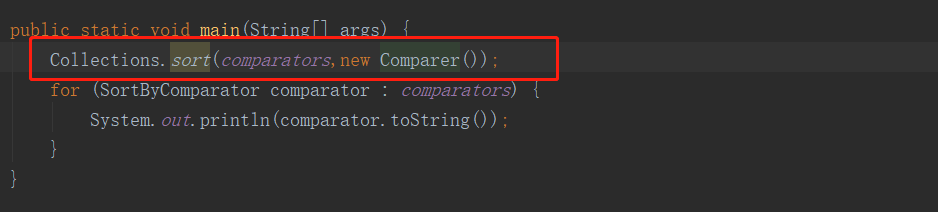 public static void main(String[] args) {
Collections.sort(comparators,new Comparer());
for (SortByComparator comparator : comparators) {
System.out.println(comparator.toString());
}
}